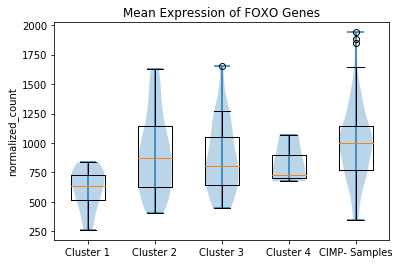 Mean Expression of FOXO Genes
normalized_count
2000
1750
1500
1250
1000
750
500
250
Cluster 1 Cluster 2 Cluster 3 Cluster 4 CIMP- Samples